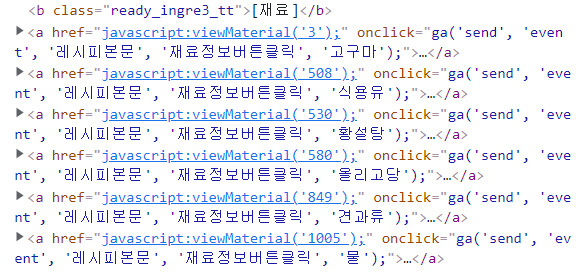 <b class="ready_ingre3_tt">[재료]</b>
▶<a href="javascript:viewMaterial('3');" onclick="ga('send', 'even
t', '레시피본문', '재료정보버튼클릭', '고구마');">…</a>
▶<a href="javascript:viewMaterial('508');" onclick="ga('send', 'eve
nt', '레시피본문', '재료정보버튼클릭', '식용유');">…</a>
▶<a href="javascript:viewMaterial('530');" onclick="ga('send', 'eve
nt', '레시피본문', '재료정보버튼클릭', '황설탕');">…</a>
▶<a href="javascript:viewMaterial('580');" onclick="ga('send', 'eve
nt', '레시피본문', '재료정보버튼클릭', '올리고당');">…</a>
▶<a href="javascript:viewMaterial('849');" onclick="ga('send', 'eve
nt', '레시피본문', '재료정보버튼클릭', '견과류');">…</a>
▶<a href="javascript:viewMaterial('1005');" onclick="ga('send', 'ev
ent', '레시피본문', '재료정보버튼클릭', '물');">…</a>